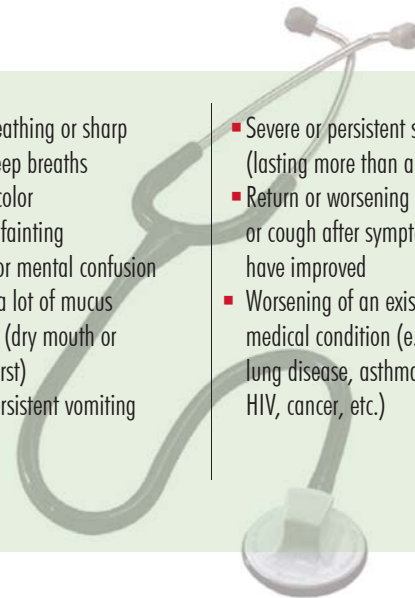 eathing or sharp
eep breaths
color
fainting
or mental confusion
a lot of mucus
(dry mouth or
rst)
rsistent vomiting
Severe or persistent s
(lasting more than a
Return or worsening
or cough after sympt
have improved
Worsening of an exis
medical condition (e.
lung disease, asthma
HIV, cancer, etc.)